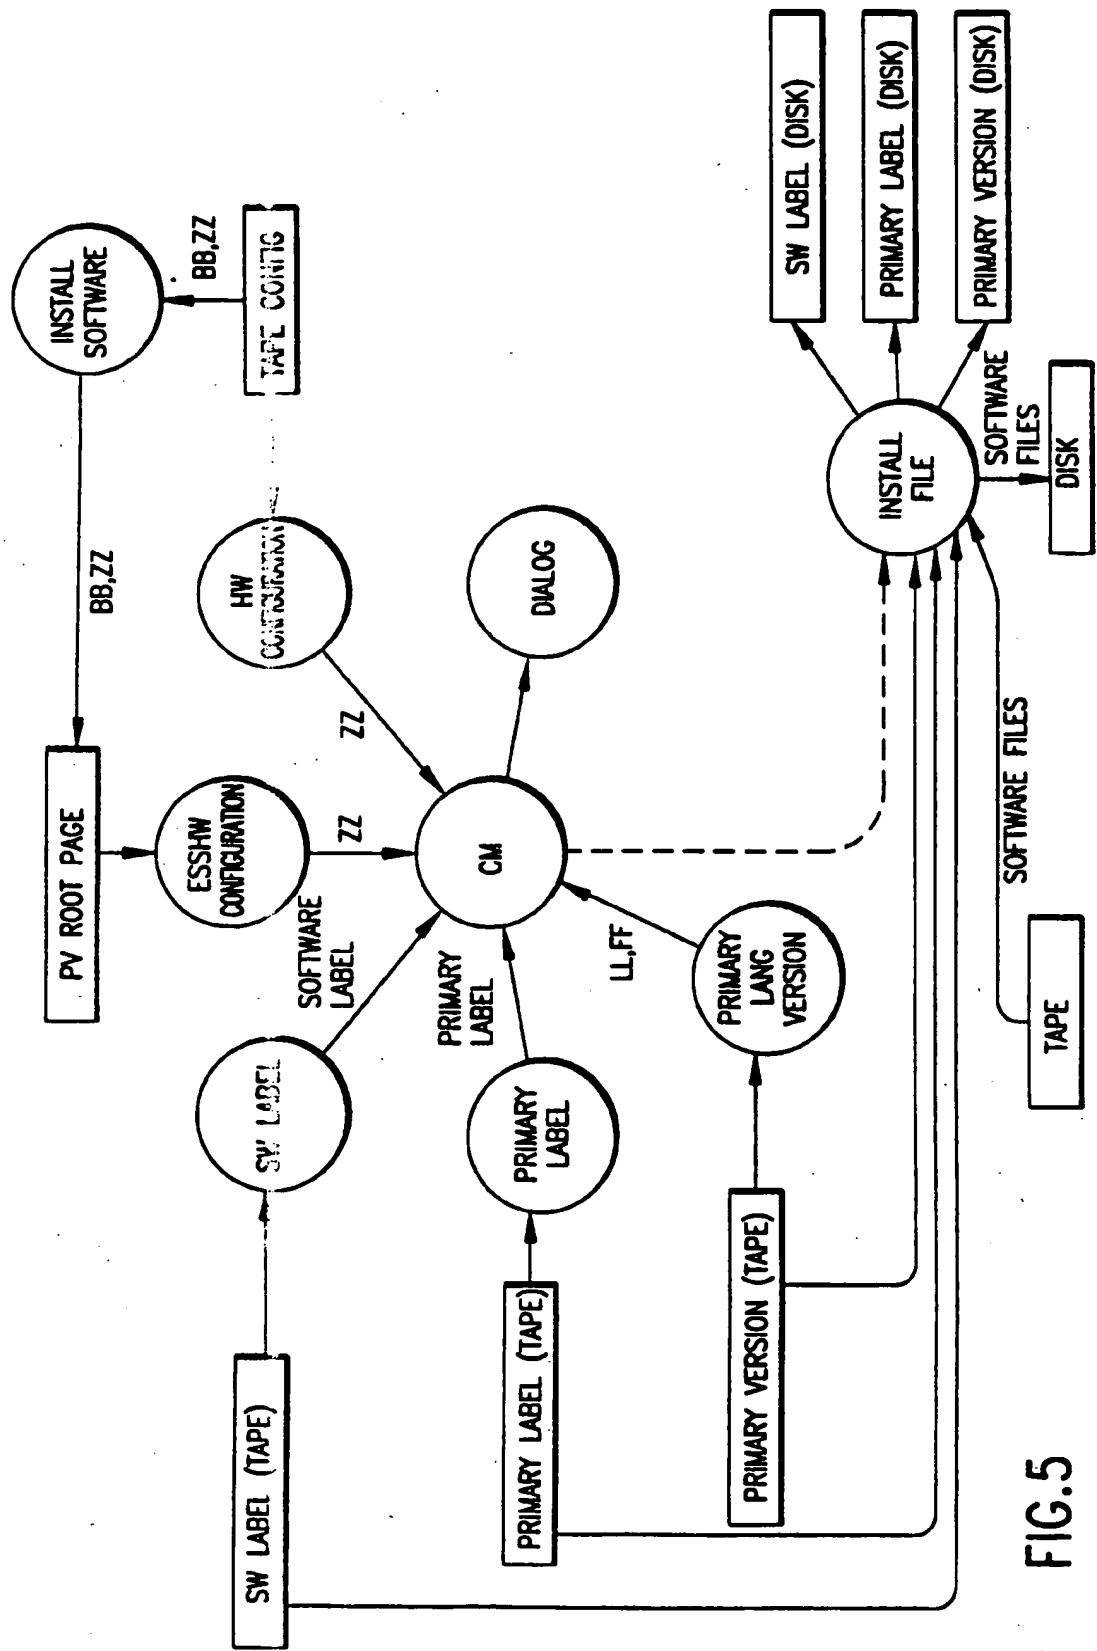 INSTALL
SOFTWARE
BB,ZZ
TAPE CONFIG
BB,ZZ
PV ROOT PAGE
HW
CONFIGURATION
ESSHW
CONFIGURATION
ZZ
ZZ
SW LABEL (TAPE)
SW LABEL
SOFTWARE
LABEL
CM
DIALOG
PRIMARY LABEL (TAPE)
PRIMARY
LABEL
PRIMARY
LABEL
PRIMARY VERSION (TAPE)
PRIMARY
LANG
VERSION
LL,FF
SW LABEL (DISK)
PRIMARY LABEL (DISK)
PRIMARY VERSION (DISK)
INSTALL
FILE
SOFTWARE
FILES
DISK
TAPE
SOFTWARE FILES
FIG.5